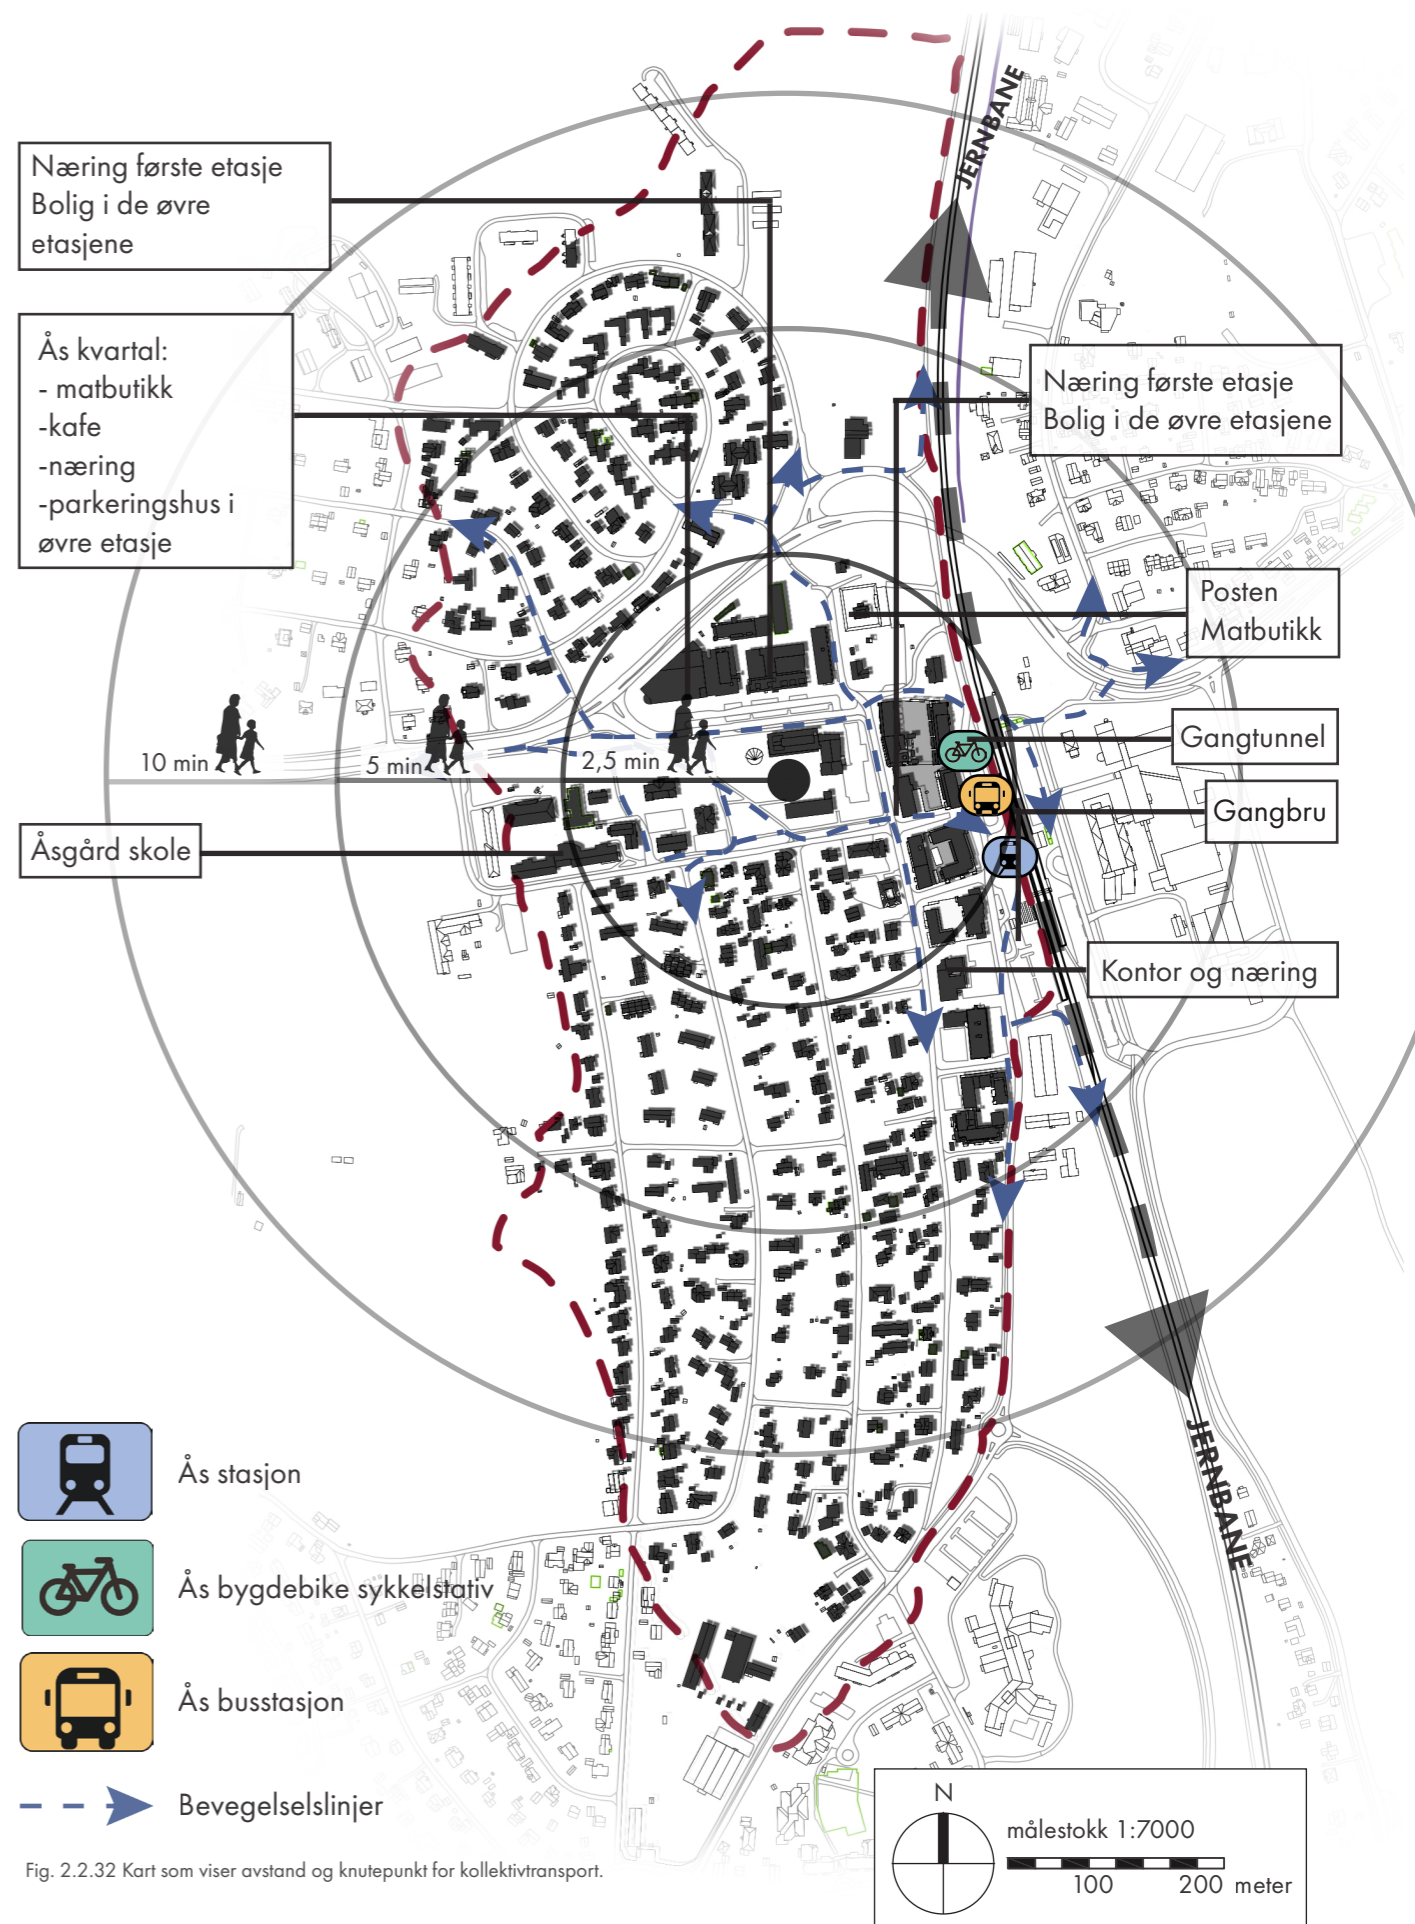 JERNBANE
Næring første etasje
Bolig i de øvre
etasjene
Ås kvartal:
- matbutikk
-kafe
-næring
-parkeringshus i
øvre etasje
Næring første etasje
Bolig i de øvre etasjene
Posten
Matbutikk
Gangtunnel
Gangbru
10 min
5 min
2,5 min
Åsgård skole
Kontor og næring
JERNBANE
Ås stasjon
Ås bygdebike sykkelstativ
Ås busstasjon
Bevegelseslinjer
N
målestokk 1:7000
100
200 meter
Fig. 2.2.32 Kart som viser avstand og knutepunkt for kollektivtransport.